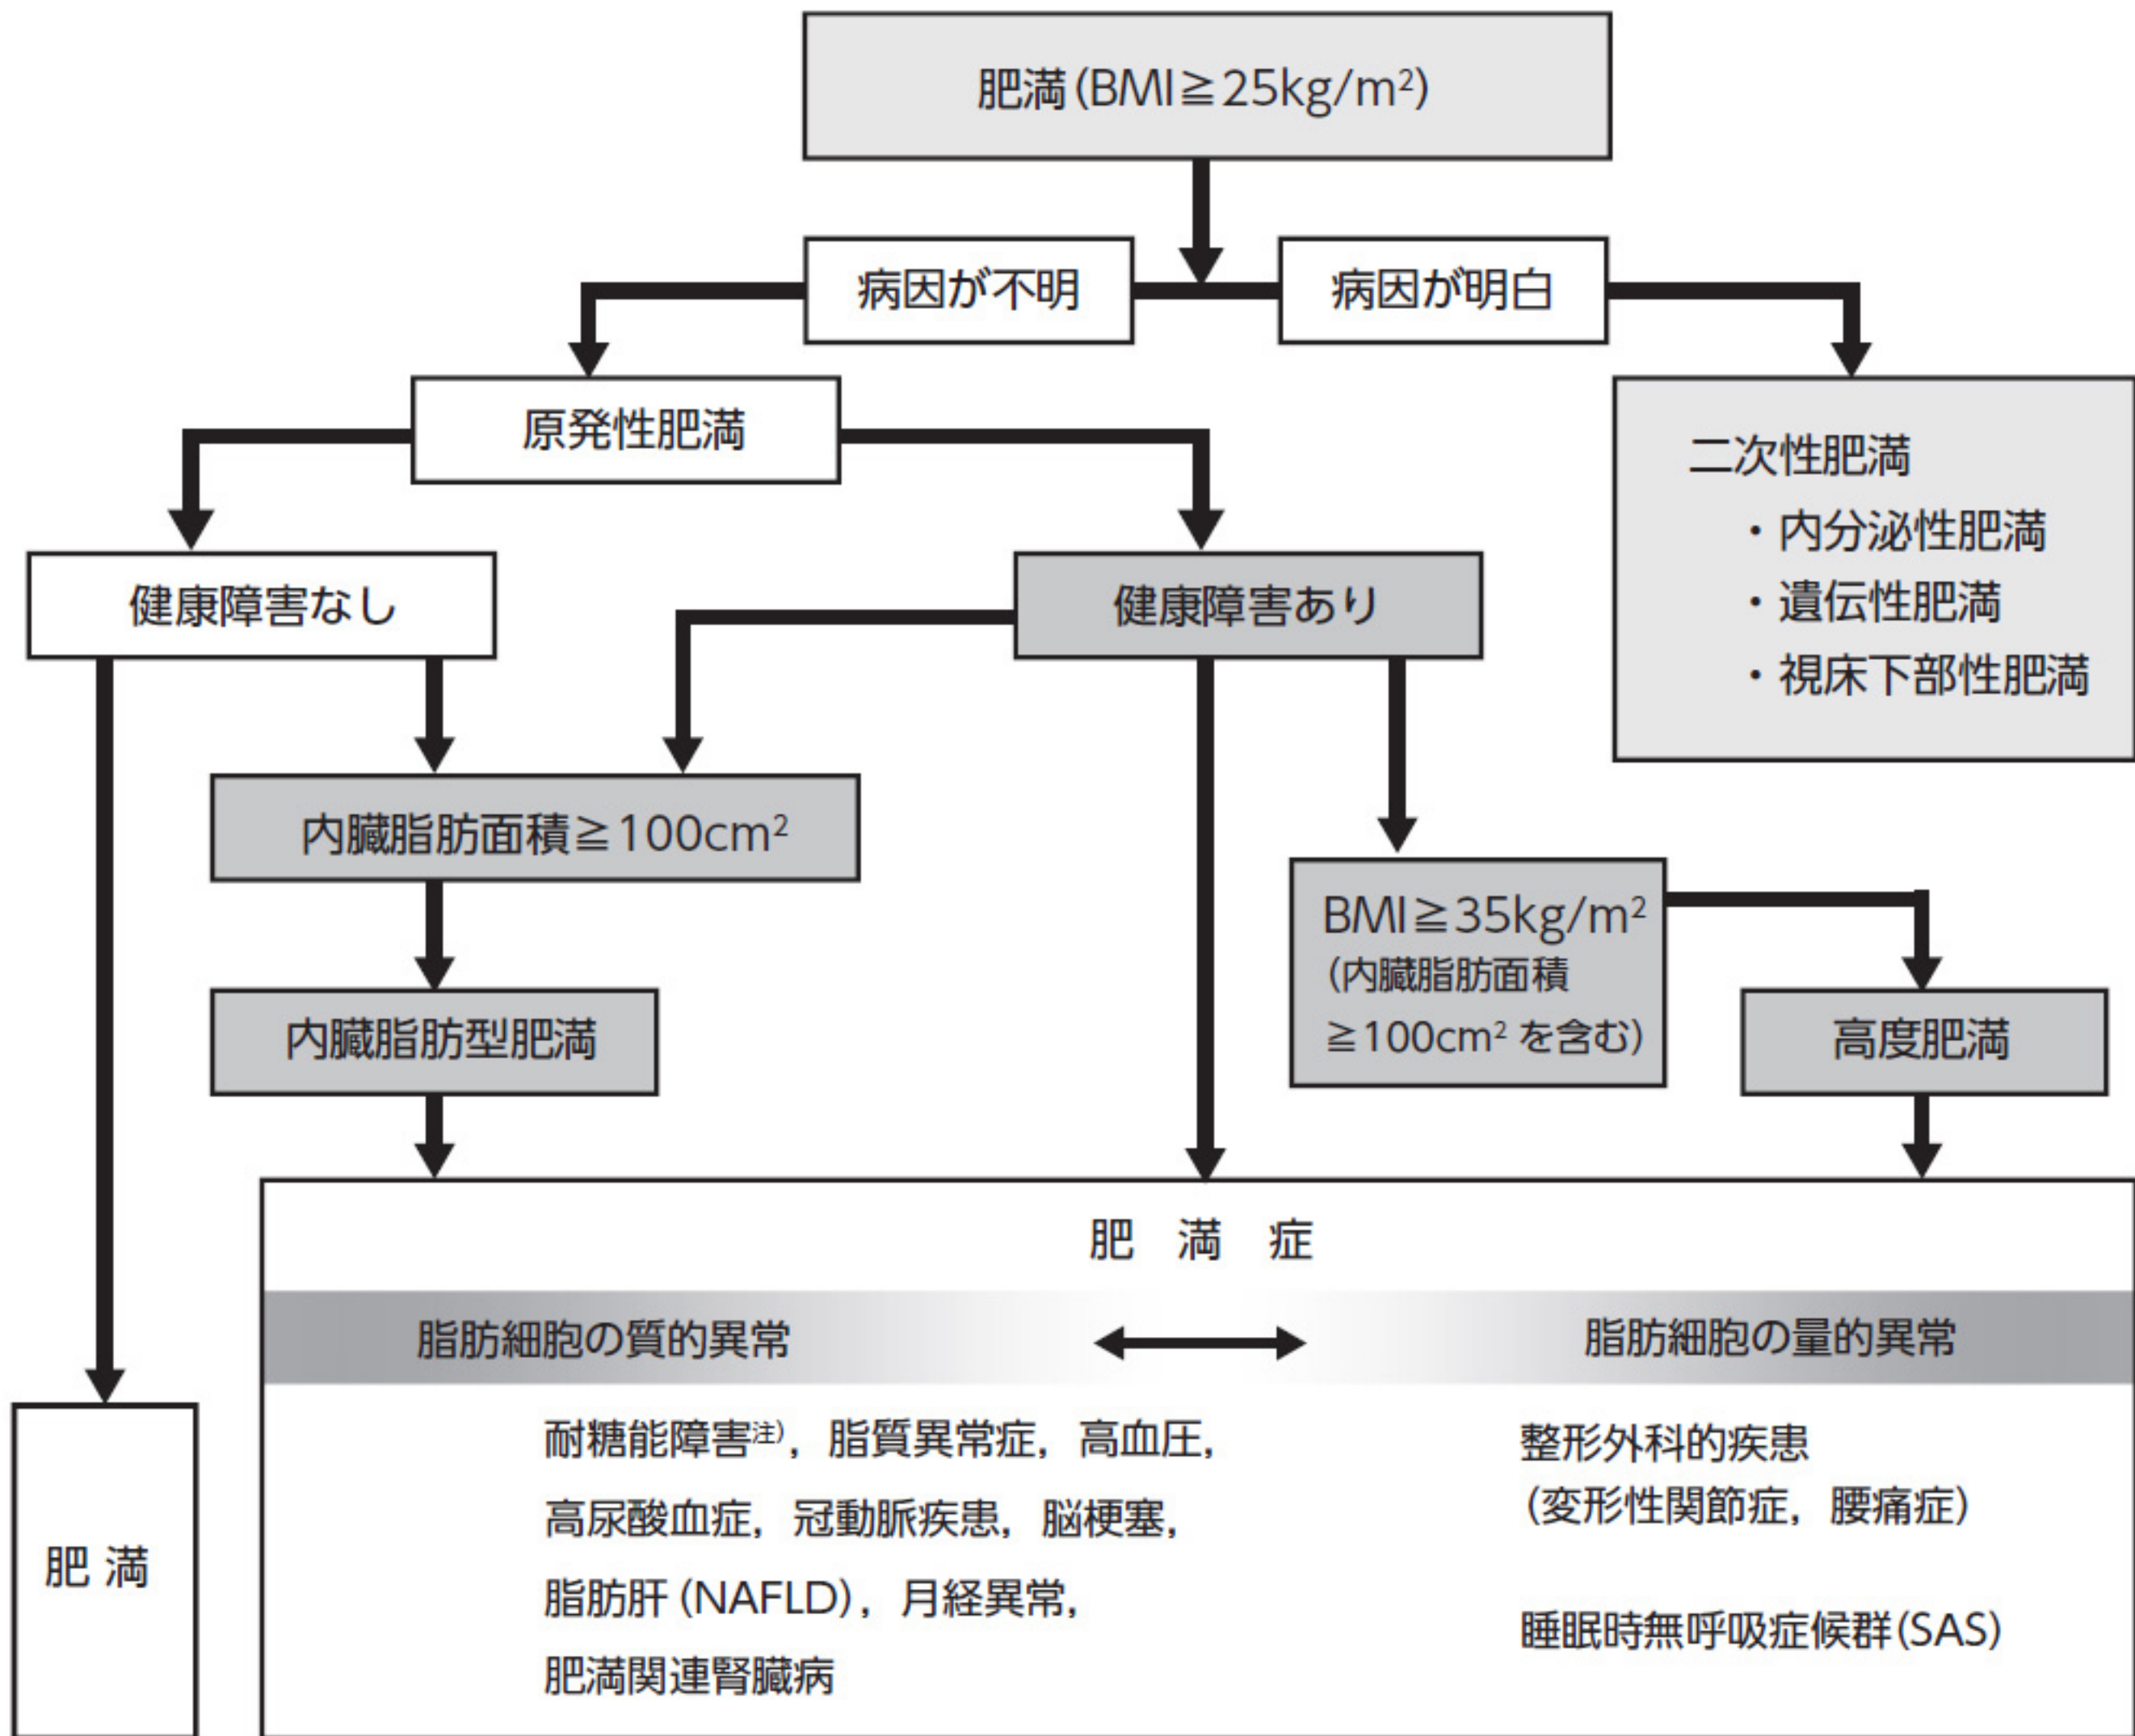 肥満(BMI≧25kg/m²)
病因が不明
病因が明白
原発性肥満
二次性肥満
・内分泌性肥満
・遺伝性肥満
・視床下部性肥満
健康障害なし
健康障害あり
内臓脂肪面積≧100cm²
BMI≧35kg/m²
(内臓脂肪面積
≧100cm² を含む)
内臓脂肪型肥満
高度肥満
肥 満 症
脂肪細胞の質的異常
脂肪細胞の量的異常
耐糖能障害注),脂質異常症,高血圧,
高尿酸血症,冠動脈疾患,脳梗塞,
脂肪肝(NAFLD),月経異常,
肥満関連腎臓病
整形外科的疾患
(変形性関節症,腰痛症)
睡眠時無呼吸症候群(SAS)
肥 満